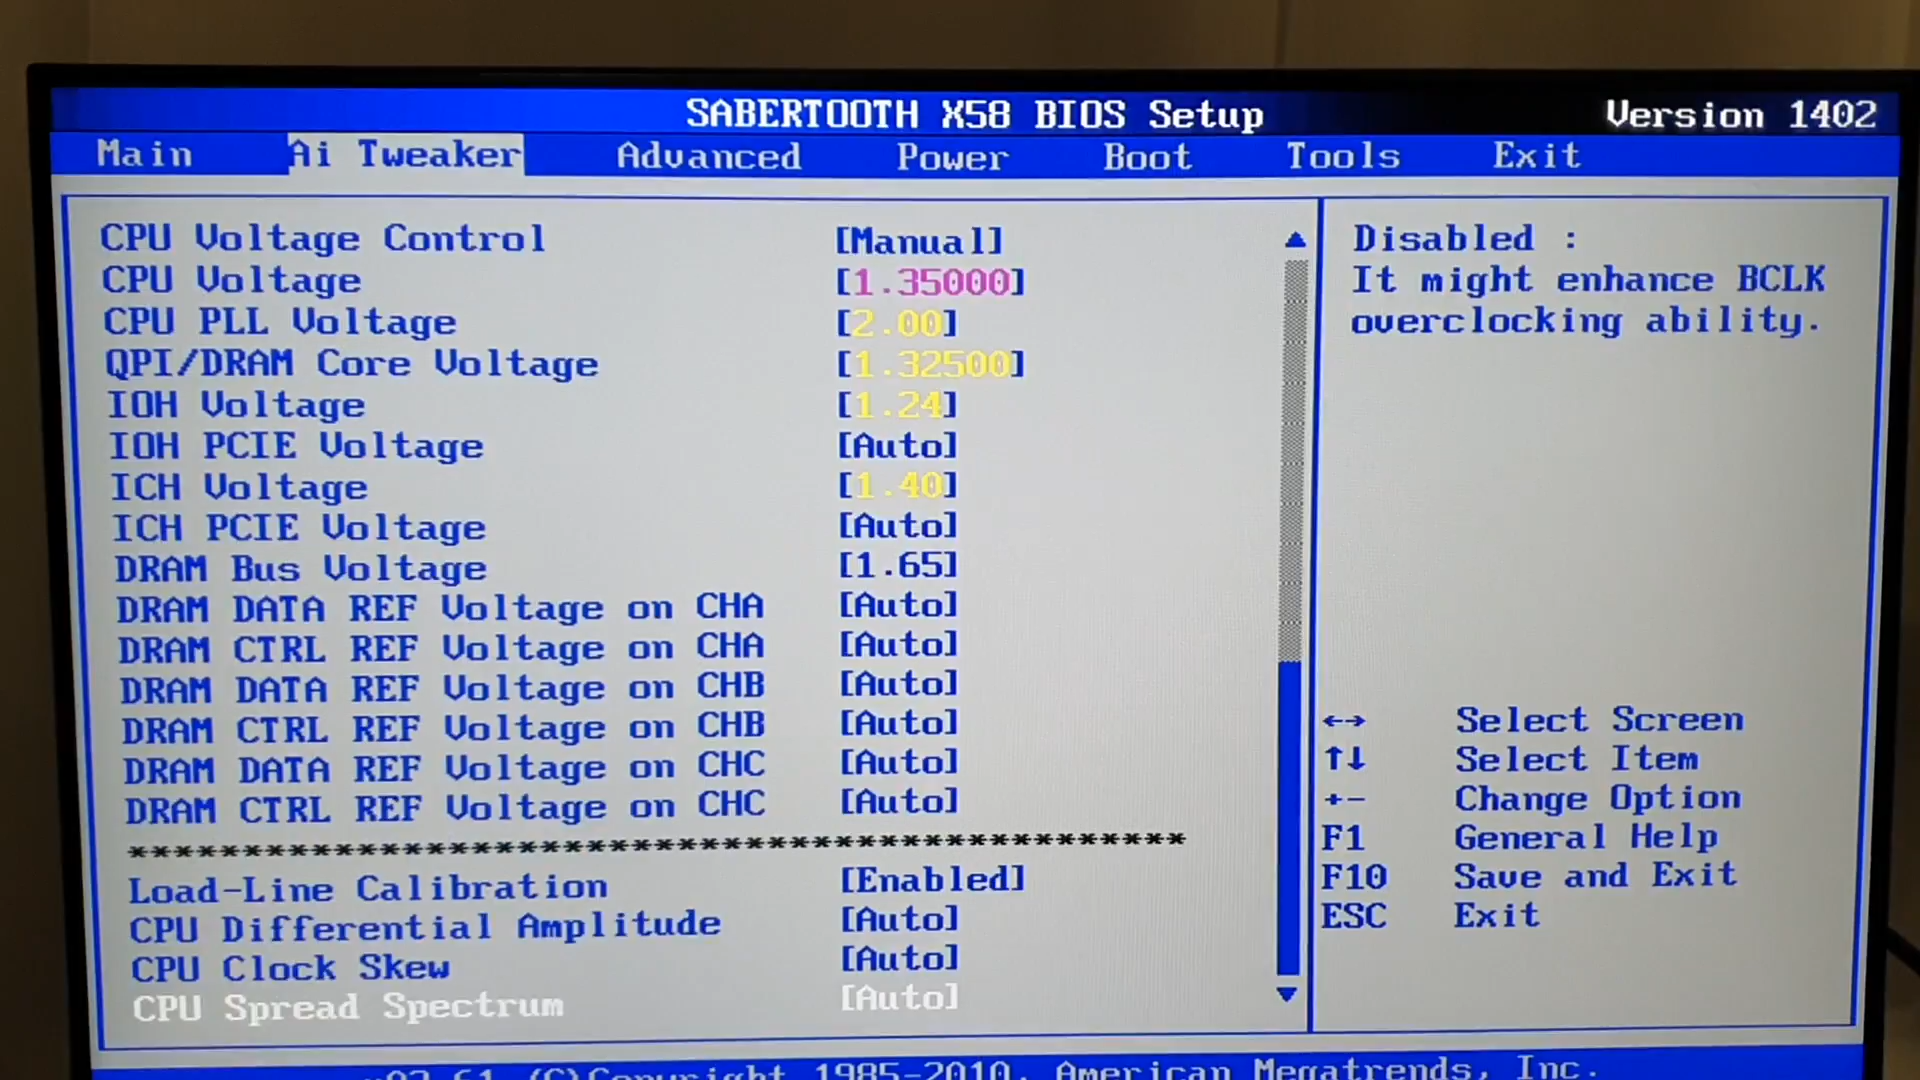 SABERTOOTH X58 BIOS Setup Version 1402
Main Ai Tweaker Advanced Power Boot Tools Exit
CPU Voltage Control [Manual]
CPU Voltage [1.35000]
CPU PLL Voltage [2.00]
QPI/DRAM Core Voltage [1.32500]
IOH Voltage [1.24]
IOH PCIE Voltage [Auto]
ICH Voltage [1.40]
ICH PCIE Voltage [Auto]
DRAM Bus Voltage [1.65]
DRAM DATA REF Voltage on CHA [Auto]
DRAM CTRL REF Voltage on CHA [Auto]
DRAM DATA REF Voltage on CHB [Auto]
DRAM CTRL REF Voltage on CHB [Auto]
DRAM DATA REF Voltage on CHC [Auto]
DRAM CTRL REF Voltage on CHC [Auto]
**********************************************
Load-Line Calibration [Enabled]
CPU Differential Amplitude [Auto]
CPU Clock Skew [Auto]
CPU Spread Spectrum [Auto]
Disabled :
It might enhance BCLK
overclocking ability.
←→ Select Screen
↑↓ Select Item
+- Change Option
F1 General Help
F10 Save and Exit
ESC Exit
(C)Copyright 1985-2010, American Megatrends, Inc.